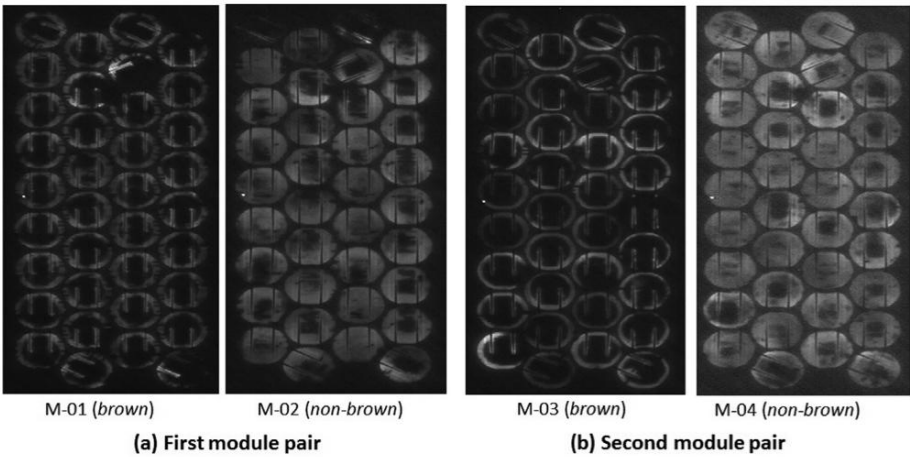 M-01 (brown)
M-02 (non-brown)
M-03 (brown)
M-04 (non-brown)
(a) First module pair
(b) Second module pair